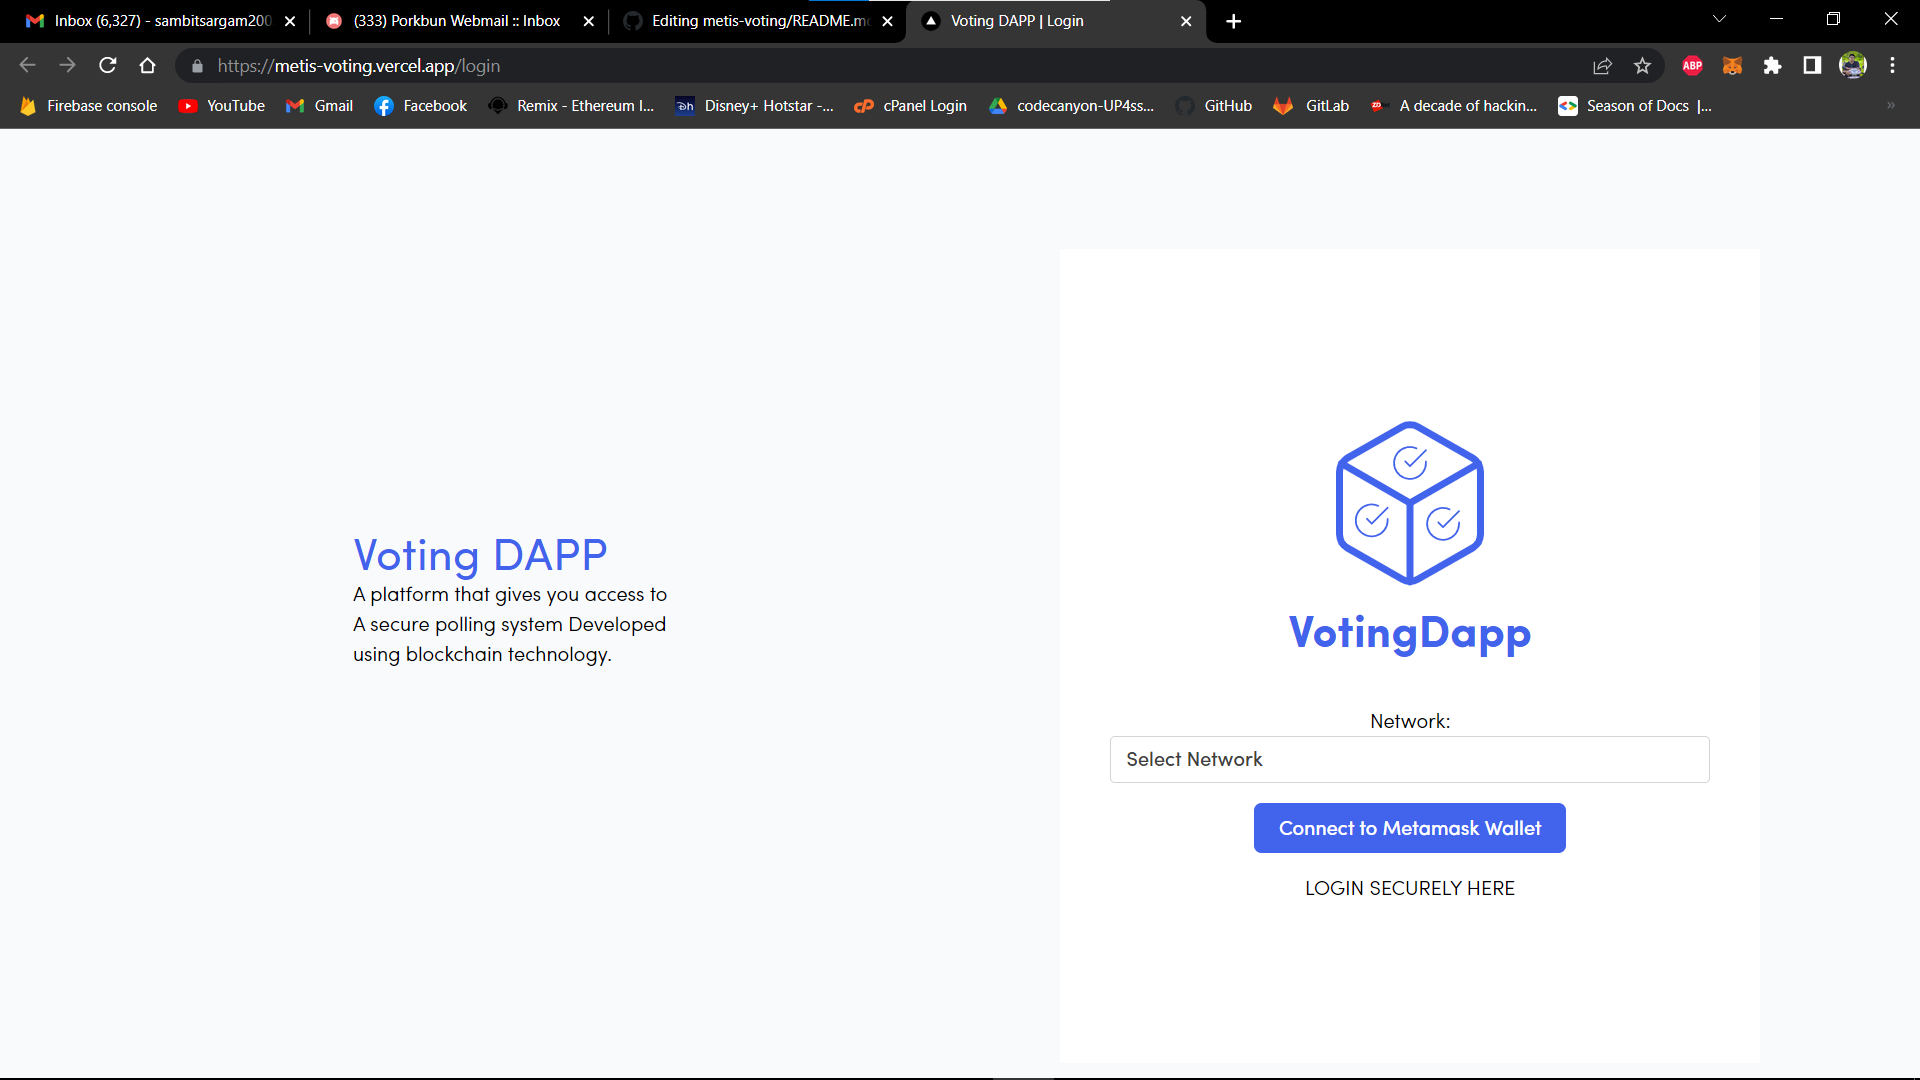 Inbox (6,327) - sambitsargam200
(333) Porkbun Webmail :: Inbox
Editing metis-voting/README.m
Voting DAPP | Login
https://metis-voting.vercel.app/login
ABP
Firebase console
YouTube
Gmail
Facebook
Remix - Ethereum I...
Disney+ Hotstar -...
cPanel Login
codecanyon-UP4ss...
GitHub
GitLab
A decade of hackin...
Season of Docs |...
Voting DAPP
A platform that gives you access to
A secure polling system Developed
using blockchain technology.
VotingDapp
Network:
Select Network
Connect to Metamask Wallet
LOGIN SECURELY HERE